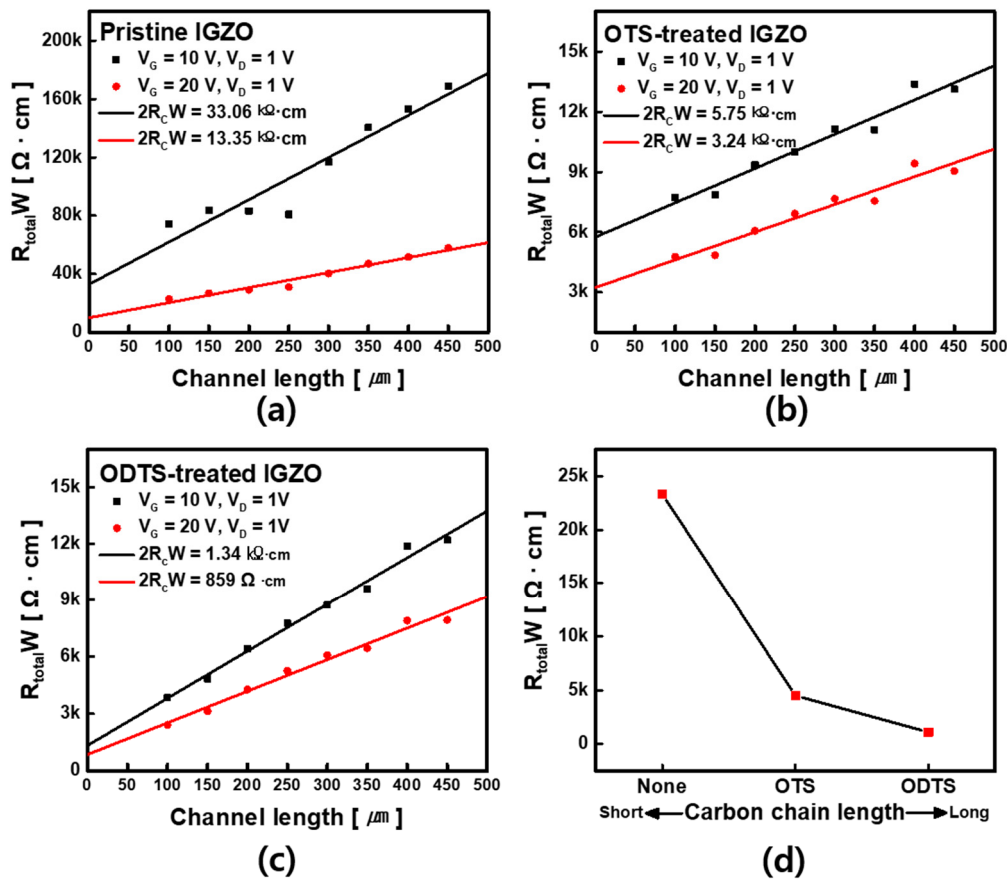 Pristine IGZO
V_G = 10 V, V_D = 1 V
V_G = 20 V, V_D = 1 V
2R_CW = 33.06 kΩ·cm
2R_CW = 13.35 kΩ·cm
200k
160k
120k
80k
40k
0
R_totalW [ Ω · cm ]
0 50 100 150 200 250 300 350 400 450 500
Channel length [ ㎛ ]
(a)
OTS-treated IGZO
V_G = 10 V, V_D = 1 V
V_G = 20 V, V_D = 1 V
2R_CW = 5.75 kΩ·cm
2R_CW = 3.24 kΩ·cm
15k
12k
9k
6k
3k
R_totalW [ Ω · cm ]
0 50 100 150 200 250 300 350 400 450 500
Channel length [ ㎛ ]
(b)
ODTS-treated IGZO
V_G = 10 V, V_D = 1V
V_G = 20 V, V_D = 1V
2R_CW = 1.34 kΩ·cm
2R_CW = 859 Ω ·cm
15k
12k
9k
6k
3k
0
R_totalW [ Ω · cm ]
0 50 100 150 200 250 300 350 400 450 500
Channel length [ ㎛ ]
(c)
25k
20k
15k
10k
5k
0
R_totalW [ Ω · cm ]
None OTS ODTS
Short Carbon chain length Long
(d)